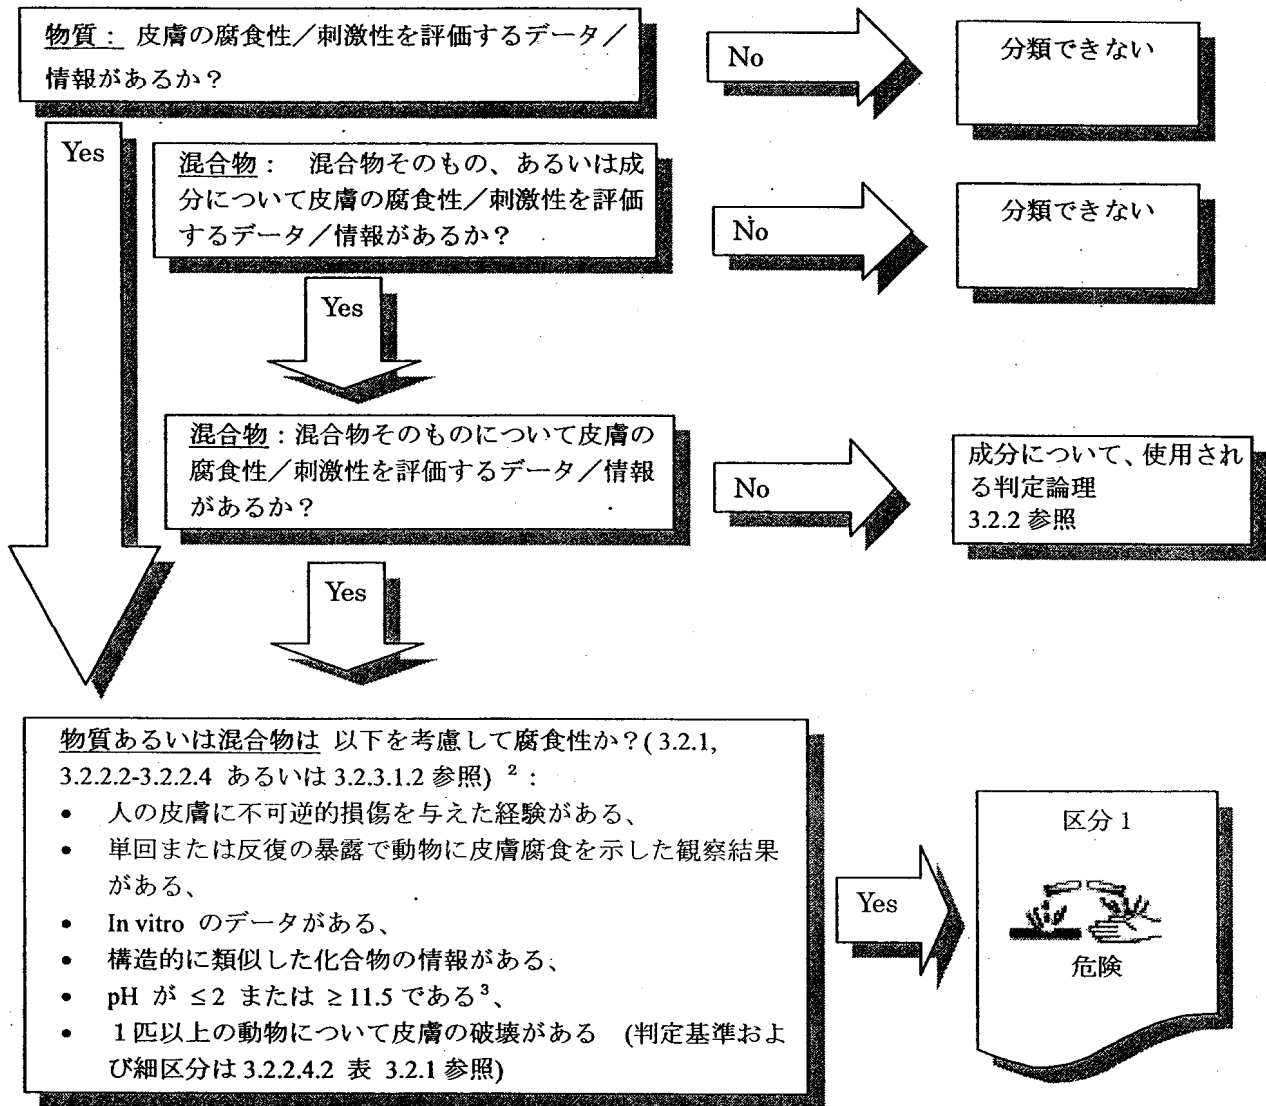 物質： 皮膚の腐食性／刺激性を評価するデータ／
情報があるか？
No
分類できない
Yes
混合物： 混合物そのもの、あるいは成
分について皮膚の腐食性／刺激性を評価
するデータ／情報があるか？
No
分類できない
Yes
混合物：混合物そのものについて皮膚の
腐食性／刺激性を評価するデータ／情報
があるか？
No
成分について、使用され
る判定論理
3.2.2 参照
Yes
物質あるいは混合物は 以下を考慮して腐食性か？( 3.2.1,
3.2.2.2-3.2.2.4 あるいは 3.2.3.1.2 参照) ²：
• 人の皮膚に不可逆的損傷を与えた経験がある、
• 単回または反復の暴露で動物に皮膚腐食を示した観察結果
がある、
• In vitro のデータがある、
• 構造的に類似した化合物の情報がある、
• pH が ≤2 または ≥11.5 である³、
• １匹以上の動物について皮膚の破壊がある (判定基準およ
び細区分は 3.2.2.4.2 表 3.2.1 参照)
Yes
区分 1
危険